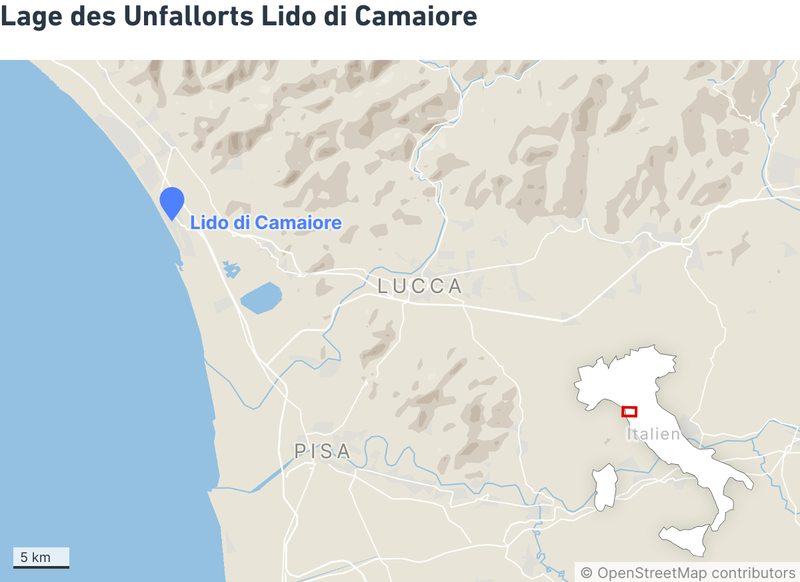 Lage des Unfallorts Lido di Camaiore
Lido di Camaiore
LUCCA
Italien
PISA
5 km
© OpenStreetMap contributors